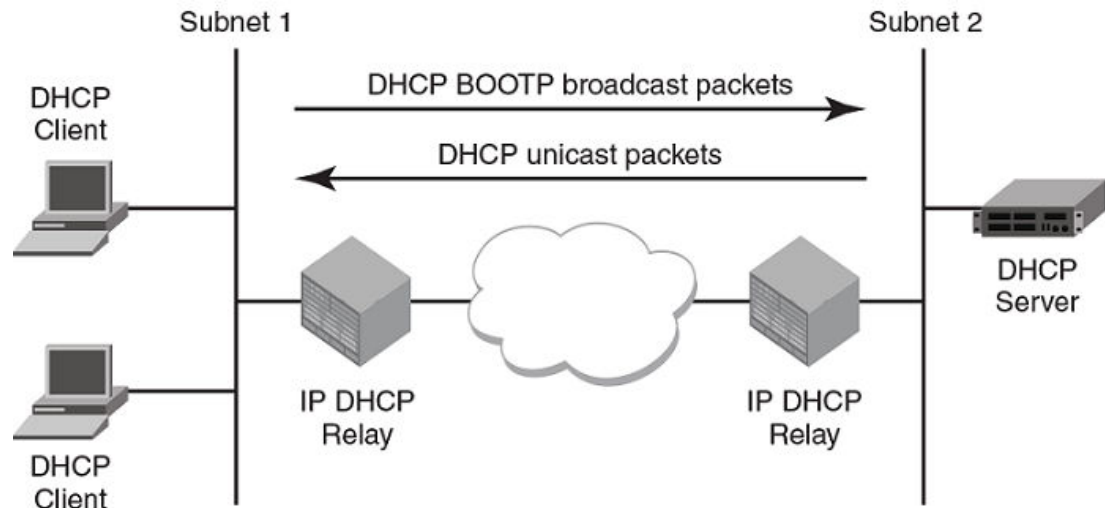 Subnet 1
Subnet 2
DHCP
Client
DHCP BOOTP broadcast packets
DHCP unicast packets
DHCP
Server
IP DHCP
Relay
IP DHCP
Relay
DHCP
Client